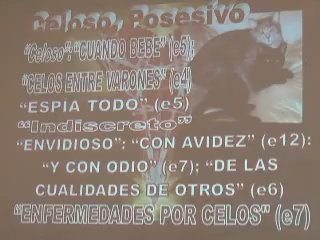 Celoso, Posesivo
"Celoso": "CUANDO BEBE" (e5);
"CELOS ENTRE VARONES" (e4)
"ESPIA TODO" (e5)
"Indiscreto"
"ENVIDIOSO": "CON AVIDEZ" (e12):
"Y CON ODIO" (e7); "DE LAS
CUALIDADES DE OTROS" (e6)
"ENFERMEDADES POR CELOS" (e7)